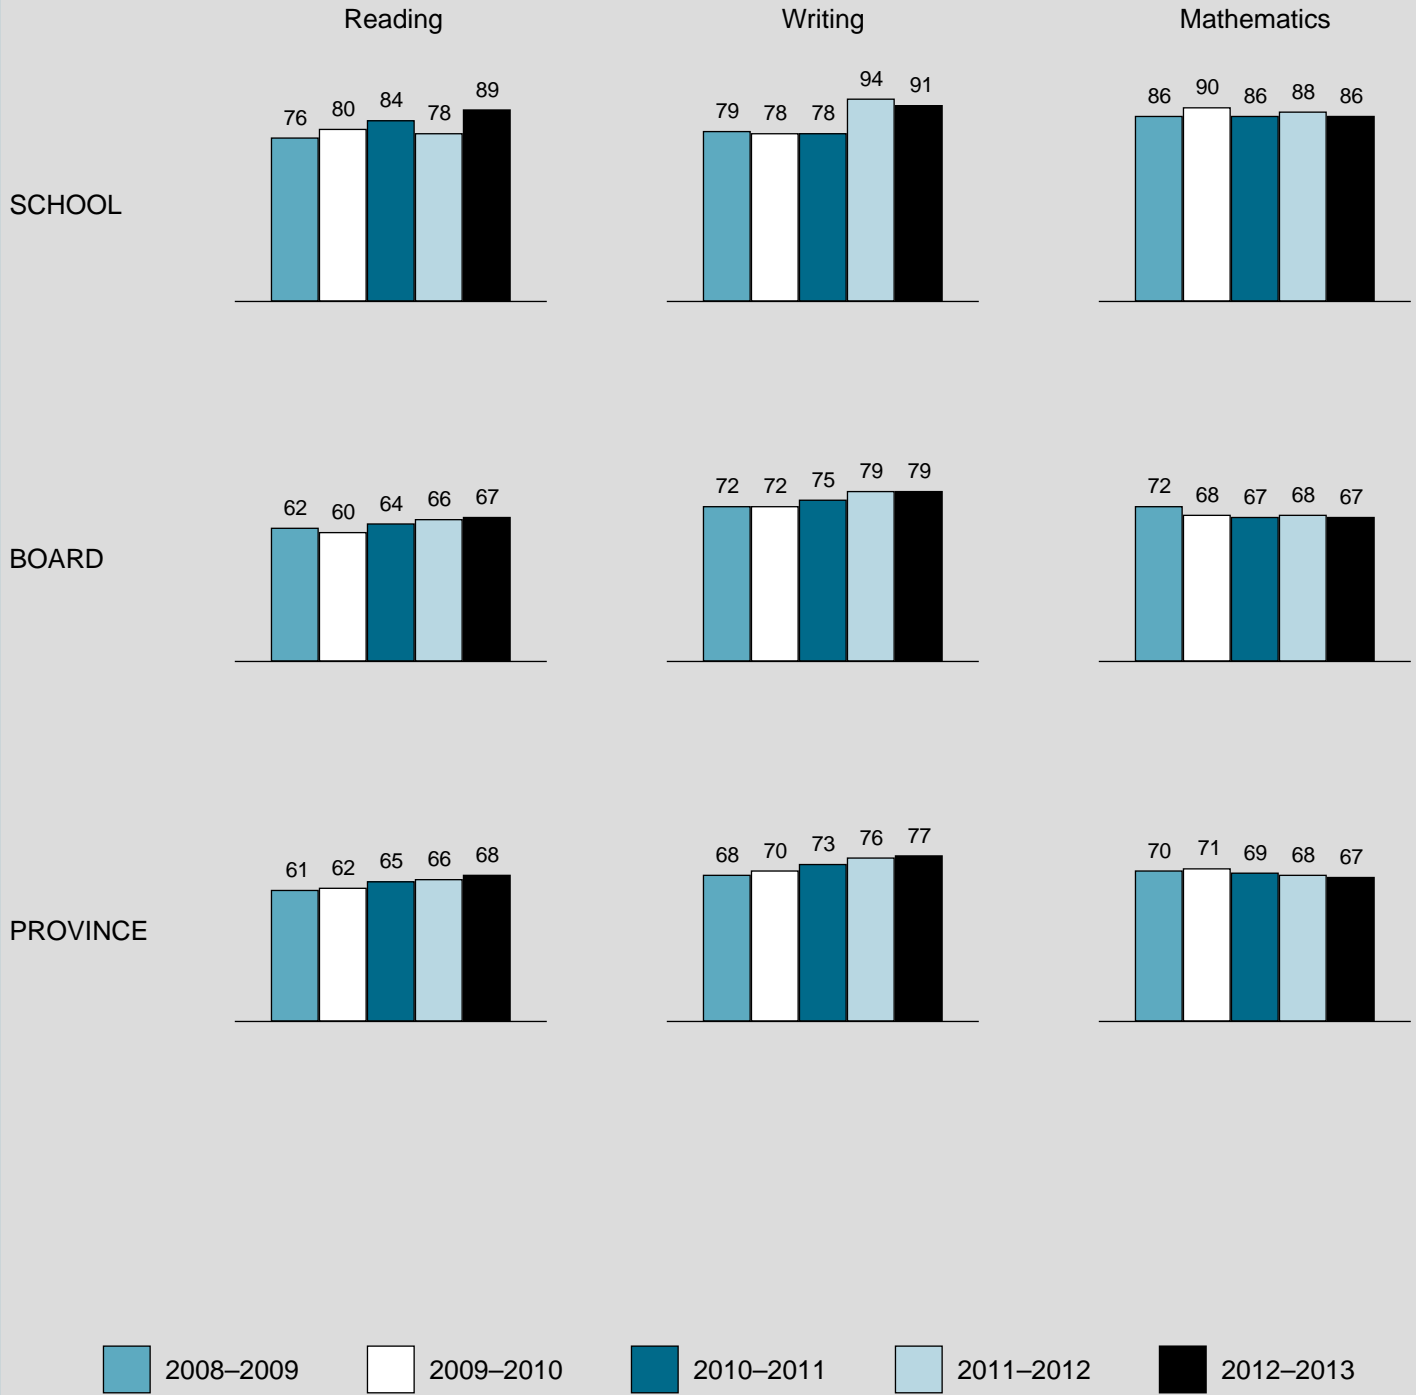 Reading Writing Mathematics
76 80 84 78 89 79 78 78 94 91 86 90 86 88 86
SCHOOL
62 60 64 66 67 72 72 75 79 79 72 68 67 68 67
BOARD
61 62 65 66 68 68 70 73 76 77 70 71 69 68 67
PROVINCE
2008–2009 2009–2010 2010–2011 2011–2012 2012–2013